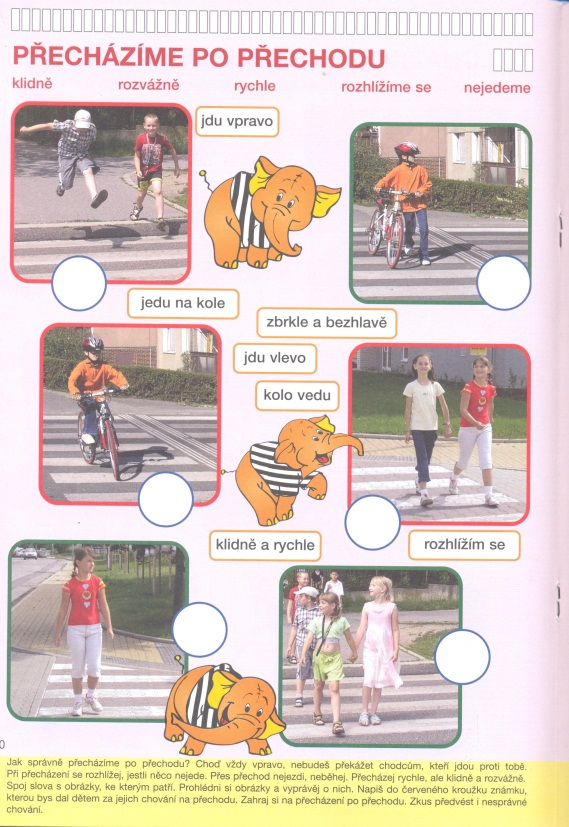 PŘECHÁZÍME PO PŘECHODU
klidně rozvážně rychle rozhlížíme se nejedeme
jdu vpravo
jedu na kole
zbrkle a bezhlavě
jdu vlevo
kolo vedu
klidně a rychle
rozhlížím se
0
Jak správně přecházíme po přechodu? Choď vždy vpravo, nebudeš překážet chodcům, kteří jdou proti tobě.
Při přecházení se rozhlížej, jestli něco nejede. Přes přechod nejezdi, neběhej. Přecházej rychle, ale klidně a rozvážně.
Spoj slova s obrázky, ke kterým patří. Prohlédni si obrázky a vyprávěj o nich. Napiš do červeného kroužku známku,
kterou bys dal dětem za jejich chování na přechodu. Zahraj si na přecházení po přechodu. Zkus předvést i nesprávné
chování.